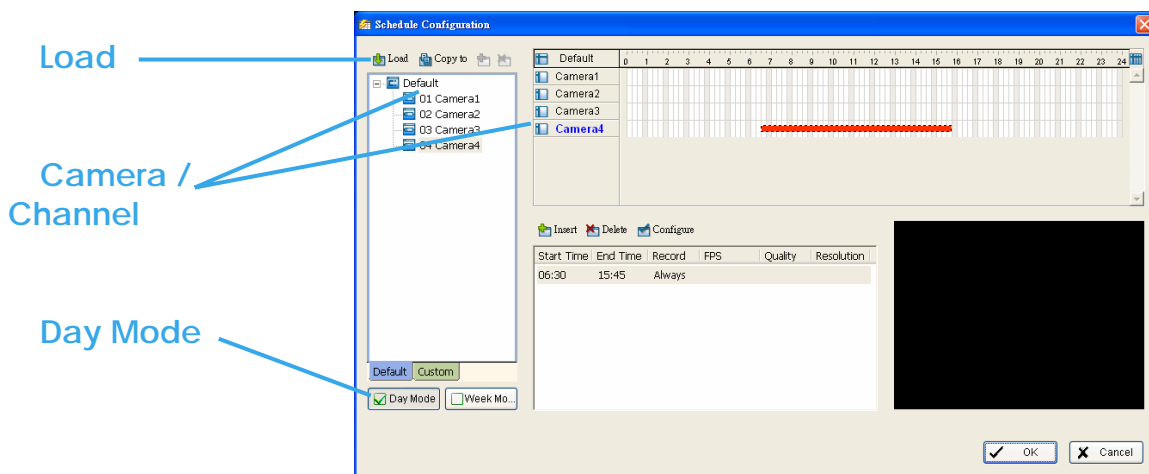 Schedule Configuration
Load
Load Copy to
Default 0 1 2 3 4 5 6 7 8 9 10 11 12 13 14 15 16 17 18 19 20 21 22 23 24
Default
01 Camera1
02 Camera2
03 Camera3
04 Camera4
Camera1
Camera2
Camera3
Camera4
Camera /
Channel
Insert Delete Configure
Start Time End Time Record FPS Quality Resolution
06:30 15:45 Always
Day Mode
Default Custom
Day Mode Week Mo...
OK Cancel